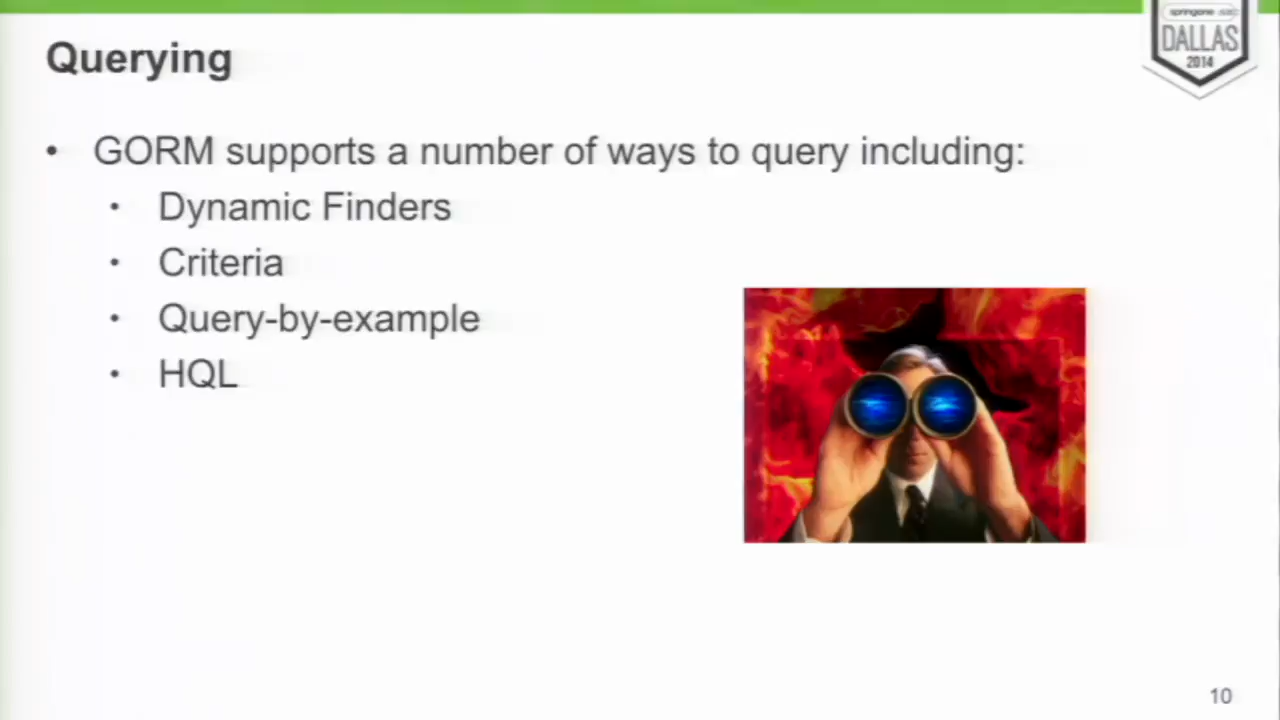 Querying
DALLAS
2014
• GORM supports a number of ways to query including:
• Dynamic Finders
• Criteria
• Query-by-example
• HQL
10